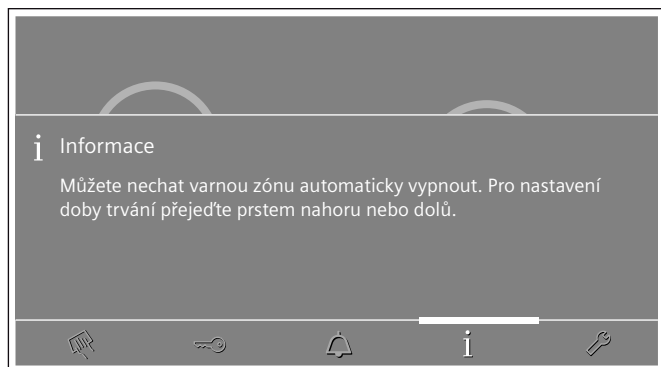 i Informace
Můžete nechat varnou zónu automaticky vypnout. Pro nastavení
doby trvání přejeďte prstem nahoru nebo dolů.
i